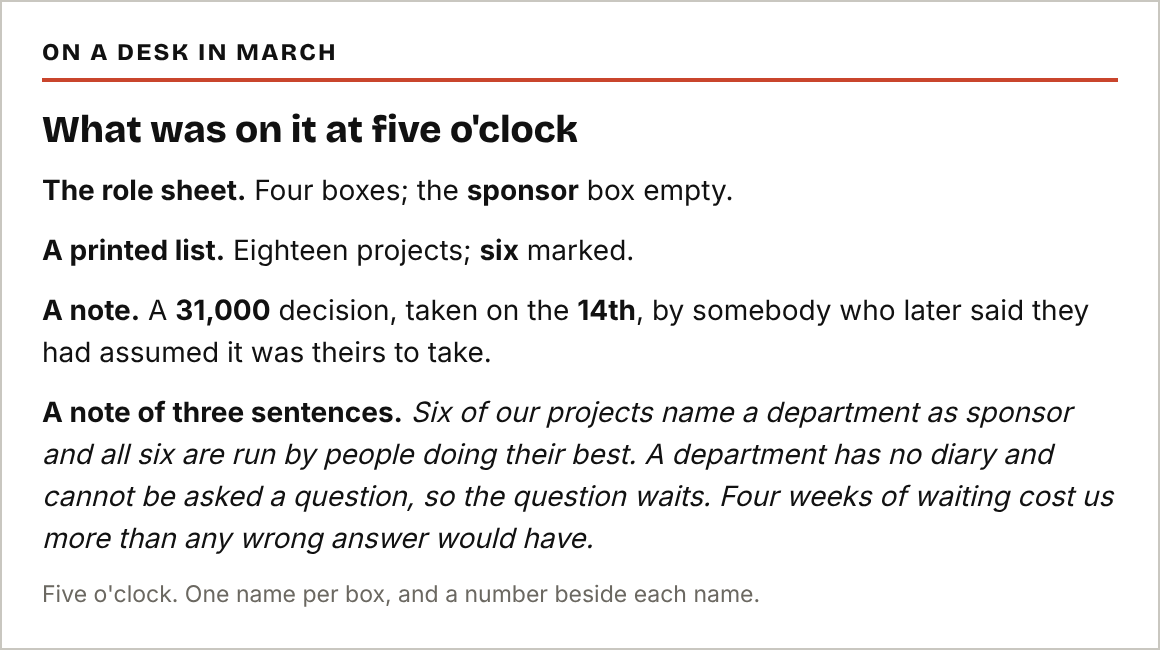 ON A DESK IN MARCH
What was on it at five o'clock
The role sheet. Four boxes; the sponsor box empty.
A printed list. Eighteen projects; six marked.
A note. A 31,000 decision, taken on the 14th, by somebody who later said they
had assumed it was theirs to take.
A note of three sentences. Six of our projects name a department as sponsor
and all six are run by people doing their best. A department has no diary and
cannot be asked a question, so the question waits. Four weeks of waiting cost us
more than any wrong answer would have.
Five o'clock. One name per box, and a number beside each name.